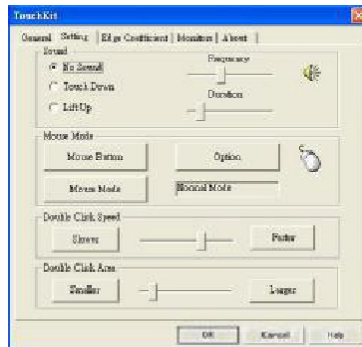 TouchKit
General Setting Edge Coefficient Monitors About
Sound
No Sound
Touch Down
Lift Up
Frequency
Duration
Mouse Mode
Mouse Button Option
Mouse Mode Normal Mode
Double Click Speed
Slower Faster
Double Click Area
Smaller Larger
OK Cancel Help